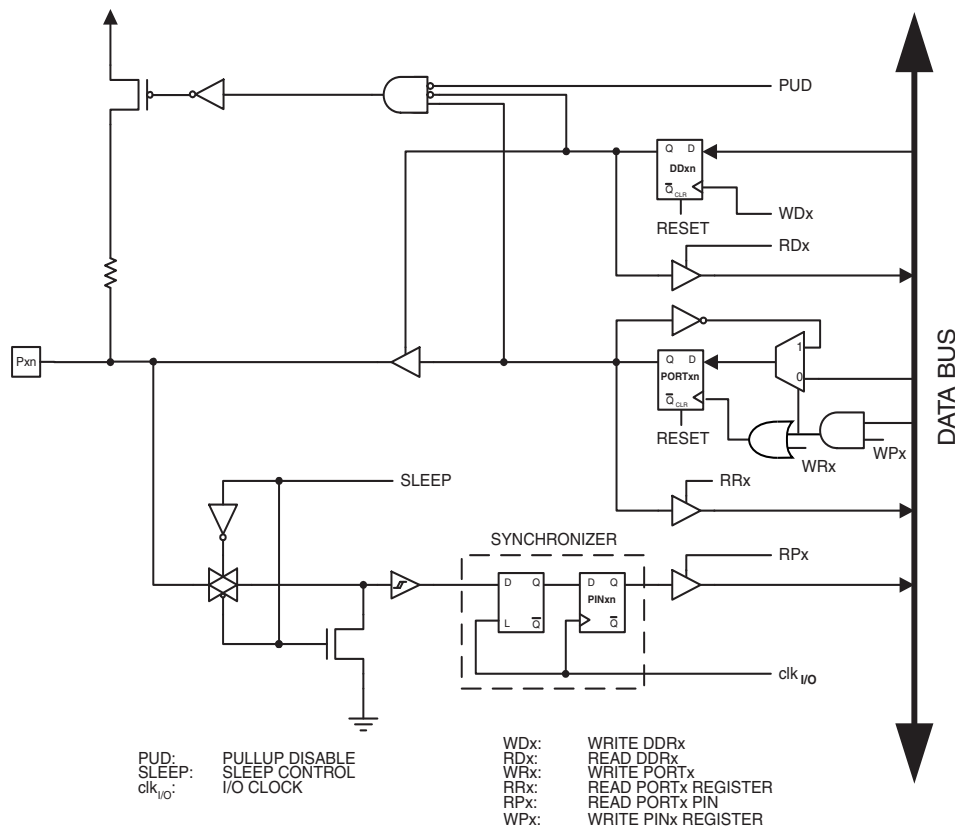 PUD
Q D
DDxn
Q CLR
WDx
RESET
RDx
Pxn
1
Q D
PORTxn
0
Q CLR
RESET
WRx
WPx
DATA BUS
SLEEP
RRx
SYNCHRONIZER
RPx
D Q
L Q
D Q
PINxn
Q
clk I/O
PUD: PULLUP DISABLE
SLEEP: SLEEP CONTROL
clkI/O: I/O CLOCK
WDx: WRITE DDRx
RDx: READ DDRx
WRx: WRITE PORTx
RRx: READ PORTx REGISTER
RPx: READ PORTx PIN
WPx: WRITE PINx REGISTER